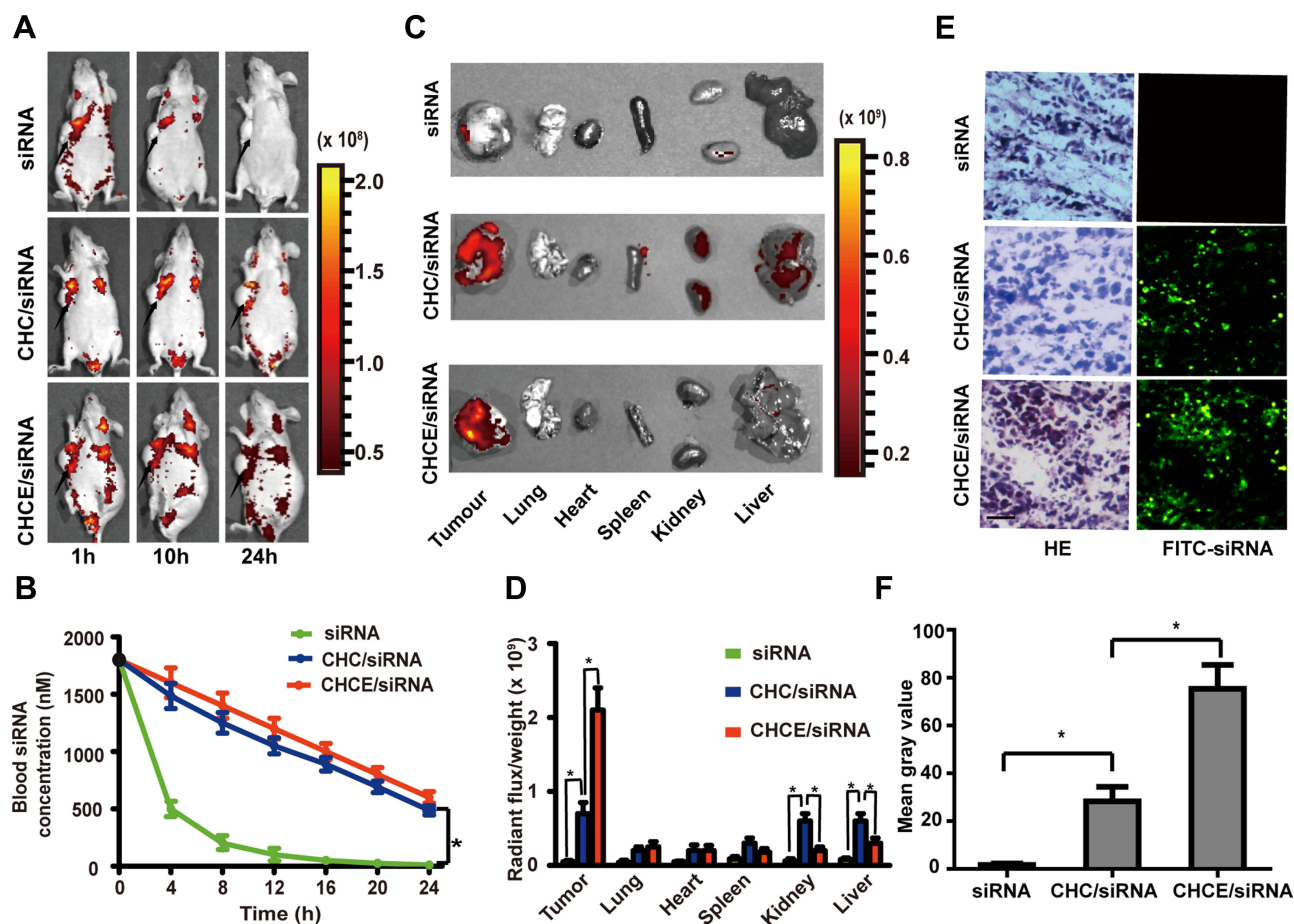 A
siRNA
CHC/siRNA
CHCE/siRNA
1h
10h
24h
(x 10⁸)
2.0
1.5
1.0
0.5
B
2000
1500
1000
500
0
Blood siRNA
concentration (nM)
siRNA
CHC/siRNA
CHCE/siRNA
*
0 4 8 12 16 20 24
Time (h)
C
siRNA
CHC/siRNA
CHCE/siRNA
Tumour
Lung
Heart
Spleen
Kidney
Liver
(x 10⁹)
0.8
0.6
0.4
0.2
D
3
2
1
0
Radiant flux/weight (x 10⁹)
siRNA
CHC/siRNA
CHCE/siRNA
* *
* *
* *
Tumor
Lung
Heart
Spleen
Kidney
Liver
E
siRNA
CHC/siRNA
CHCE/siRNA
HE
FITC-siRNA
F
100
80
60
40
20
0
Mean gray value
*
*
siRNA
CHC/siRNA
CHCE/siRNA